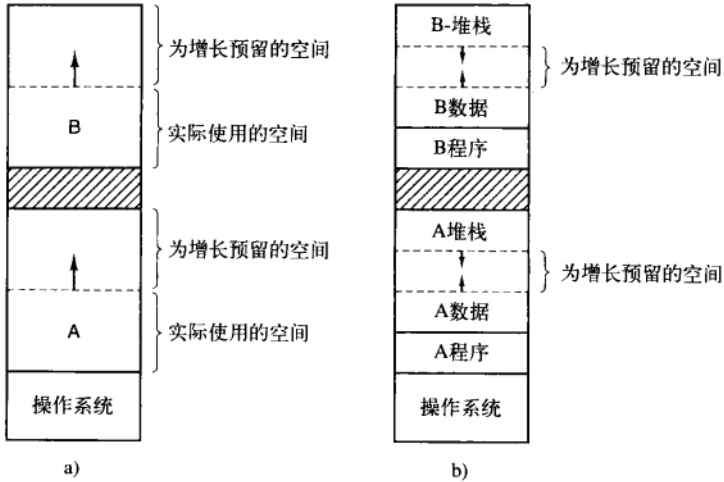 为增长预留的空间
B
实际使用的空间
为增长预留的空间
A
实际使用的空间
操作系统
a)
B-堆栈
为增长预留的空间
B数据
B程序
A堆栈
为增长预留的空间
A数据
A程序
操作系统
b)